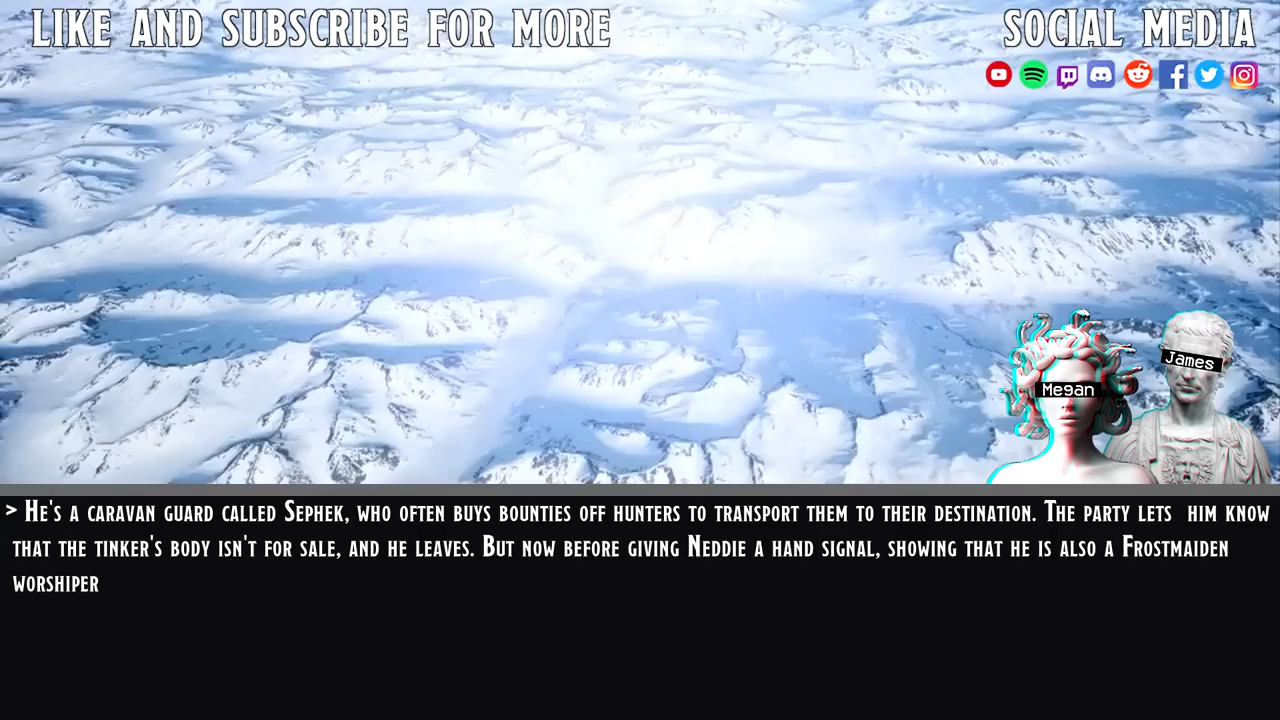 LIKE AND SUBSCRIBE FOR MORE
SOCIAL MEDIA
James
Megan
> He's a caravan guard called Sephek, who often buys bounties off hunters to transport them to their destination. The party lets  him know
that the tinker's body isn't for sale, and he leaves. But now before giving Neddie a hand signal, showing that he is also a Frostmaiden
worshiper